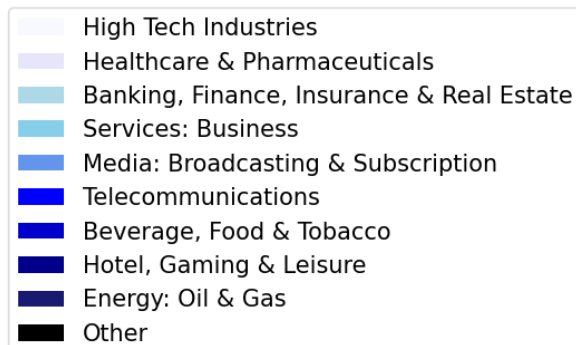 High Tech Industries
Healthcare & Pharmaceuticals
Banking, Finance, Insurance & Real Estate
Services: Business
Media: Broadcasting & Subscription
Telecommunications
Beverage, Food & Tobacco
Hotel, Gaming & Leisure
Energy: Oil & Gas
Other